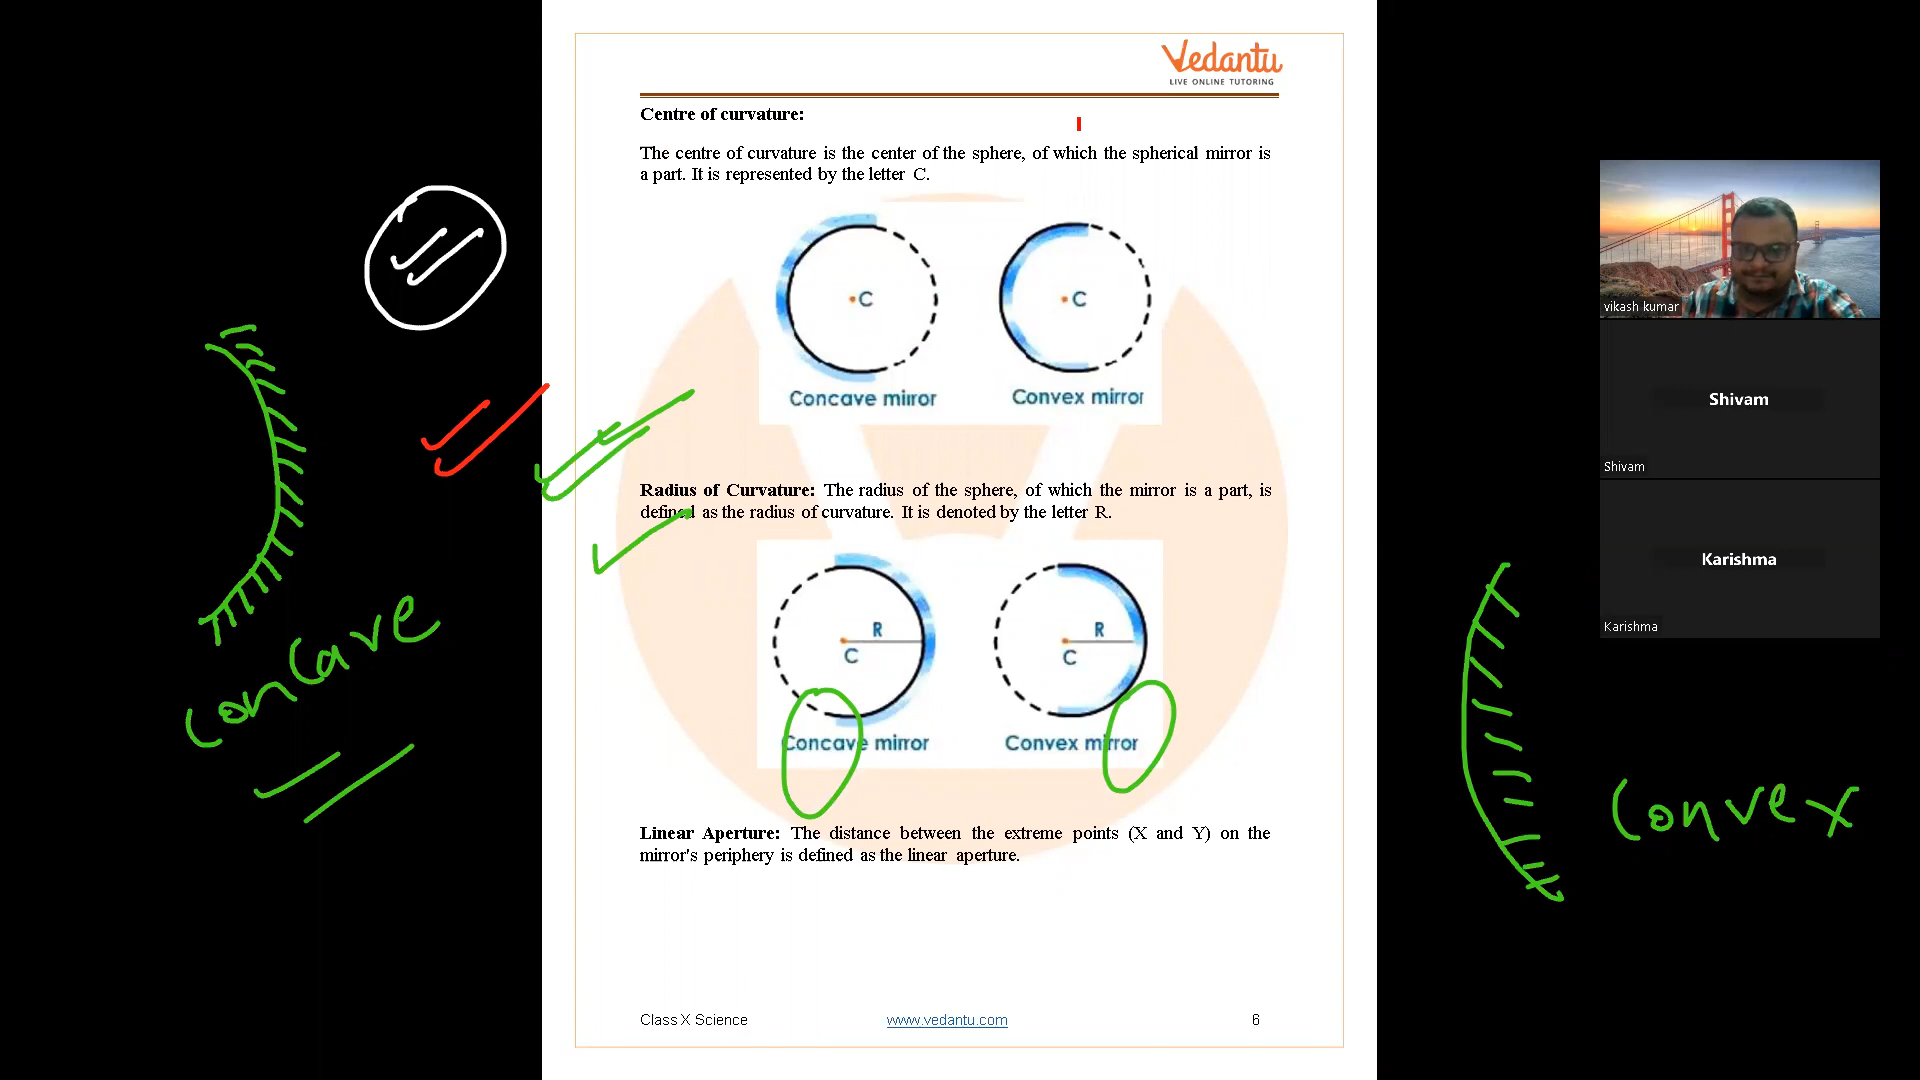 Vedantu
LIVE ONLINE TUTORING
Centre of curvature:
The centre of curvature is the center of the sphere, of which the spherical mirror is
a part. It is represented by the letter C.
C
C
Concave mirror
Convex mirror
Radius of Curvature: The radius of the sphere, of which the mirror is a part, is
defined as the radius of curvature. It is denoted by the letter R.
R
C
R
C
Concave mirror
Convex mirror
Linear Aperture: The distance between the extreme points (X and Y) on the
mirror's periphery is defined as the linear aperture.
Class X Science
www.vedantu.com
6
concave
convex
vikash kumar
Shivam
Shivam
Karishma
Karishma